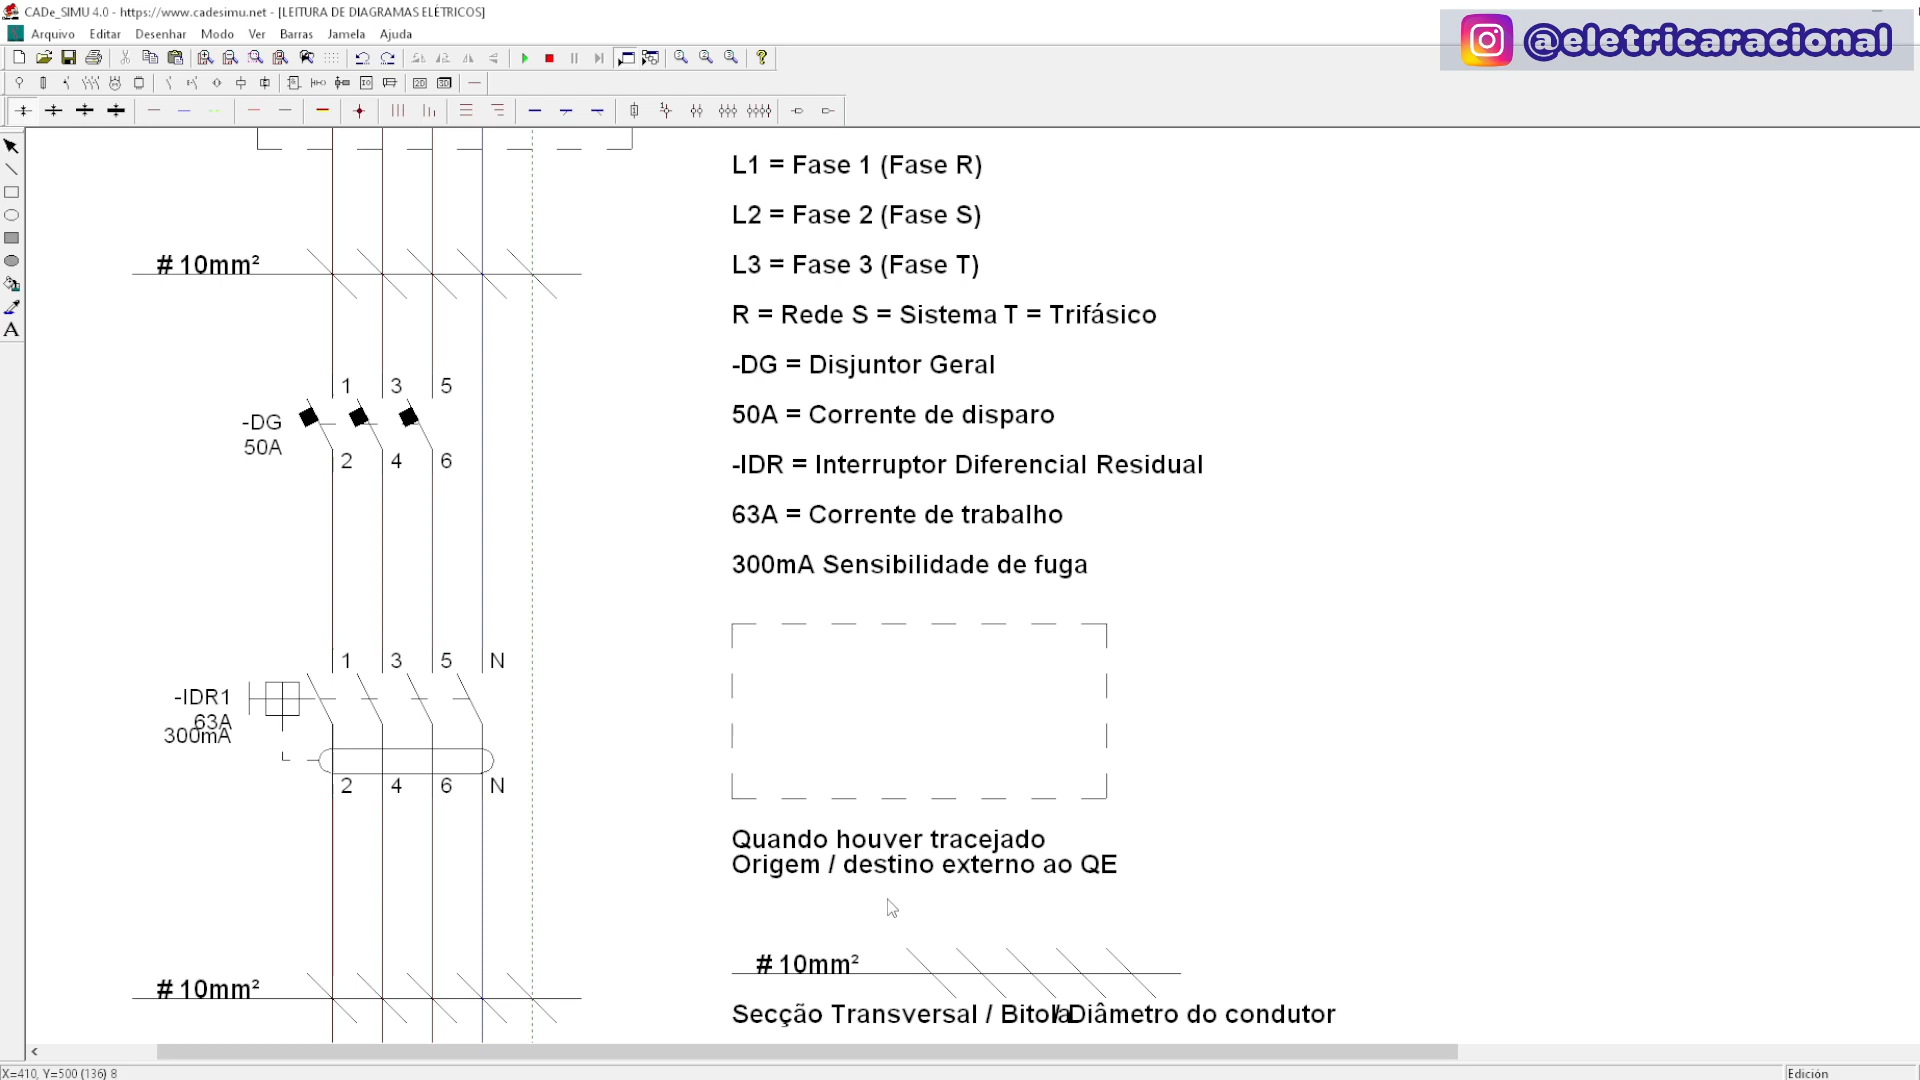 CADe_SIMU 4.0 - https://www.cadesimu.net - [LEITURA DE DIAGRAMAS ELÉTRICOS]
Arquivo Editar Desenhar Modo Ver Barras Jamela Ajuda
@eletricaracional
L1 = Fase 1 (Fase R)
L2 = Fase 2 (Fase S)
# 10mm²
L3 = Fase 3 (Fase T)
R = Rede S = Sistema T = Trifásico
-DG = Disjuntor Geral
1 3 5
-DG
50A
50A = Corrente de disparo
2 4 6
-IDR = Interruptor Diferencial Residual
63A = Corrente de trabalho
300mA Sensibilidade de fuga
1 3 5 N
-IDR1
63A
300mA
2 4 6 N
Quando houver tracejado
Origem / destino externo ao QE
# 10mm²
# 10mm²
Secção Transversal / Bitola/ Diâmetro do condutor
X=410, Y=500 (136) 8
Edición